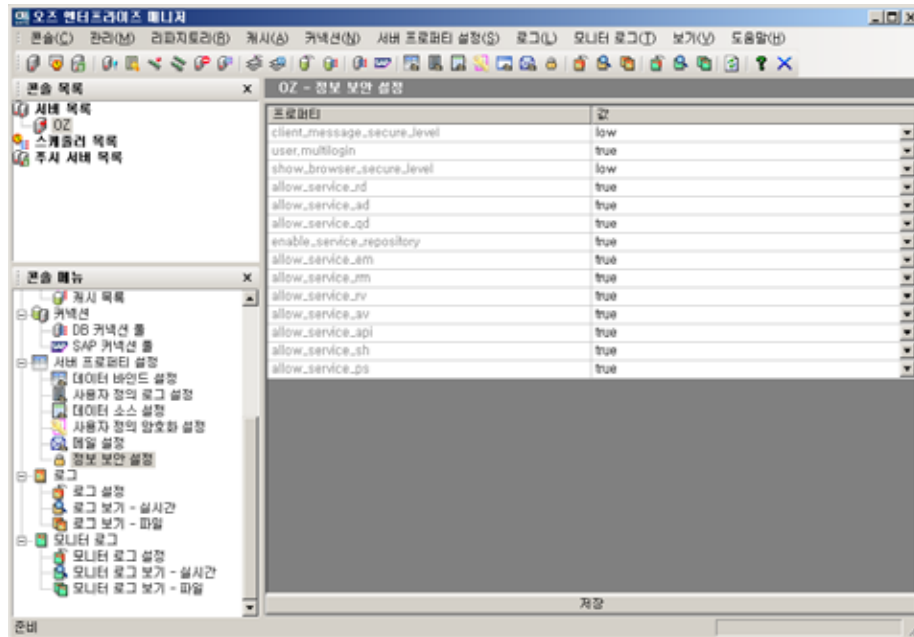 오즈 엔터프라이즈 매니저
콘솔(C) 관리(M) 리파지토리(R) 캐시(A) 커넥션(N) 서버 프로퍼티 설정(S) 로그(L) 모니터 로그(T) 보기(V) 도움말(H)
콘솔 목록
서버 목록
OZ
스케줄러 목록
주시 서버 목록
콘솔 메뉴
캐시 목록
커넥션
DB 커넥션 풀
SAP 커넥션 풀
서버 프로퍼티 설정
데이터 바인드 설정
사용자 정의 로그 설정
데이터 소스 설정
사용자 정의 암호화 설정
메일 설정
정보 보안 설정
로그
로그 설정
로그 보기 - 실시간
로그 보기 - 파일
모니터 로그
모니터 로그 설정
모니터 로그 보기 - 실시간
모니터 로그 보기 - 파일
OZ - 정보 보안 설정
프로퍼티 값
client_message_secure_level low
user_multilogin true
show_browser_secure_level low
allow_service_rd true
allow_service_ad true
allow_service_qd true
enable_service_repository true
allow_service_em true
allow_service_rm true
allow_service_rv true
allow_service_av true
allow_service_api true
allow_service_sh true
allow_service_ps true
저장
준비